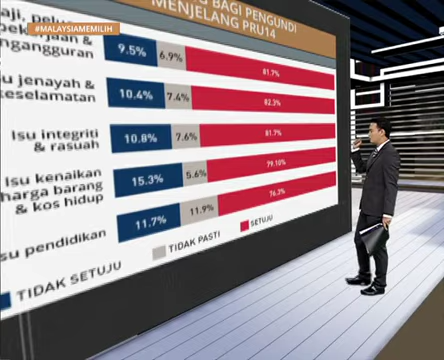 #MALAYSIAMEMILIH
BAGI PENGUNDI
MENJELANG PRU14
&
9.5% 6.9% 81.7%
jenayah &
10.4% 7.4% 82.3%
Isu integriti
& rasuah
10.8% 7.6% 81.7%
Isu kenaikan
harga barang
& kos hidup
15.3% 5.6% 79.10%
pendidikan
11.7% 11.9% 76.3%
TIDAK SETUJU TIDAK PASTI SETUJU